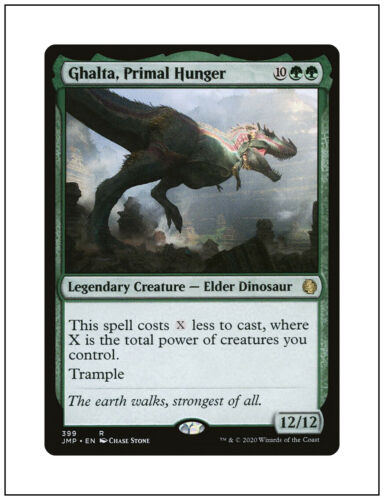 Ghalta, Primal Hunger 10
Legendary Creature — Elder Dinosaur
This spell costs X less to cast, where
X is the total power of creatures you
control.
Trample
The earth walks, strongest of all.
12/12
399 R
JMP • EN Chase Stone ™ & © 2020 Wizards of the Coast